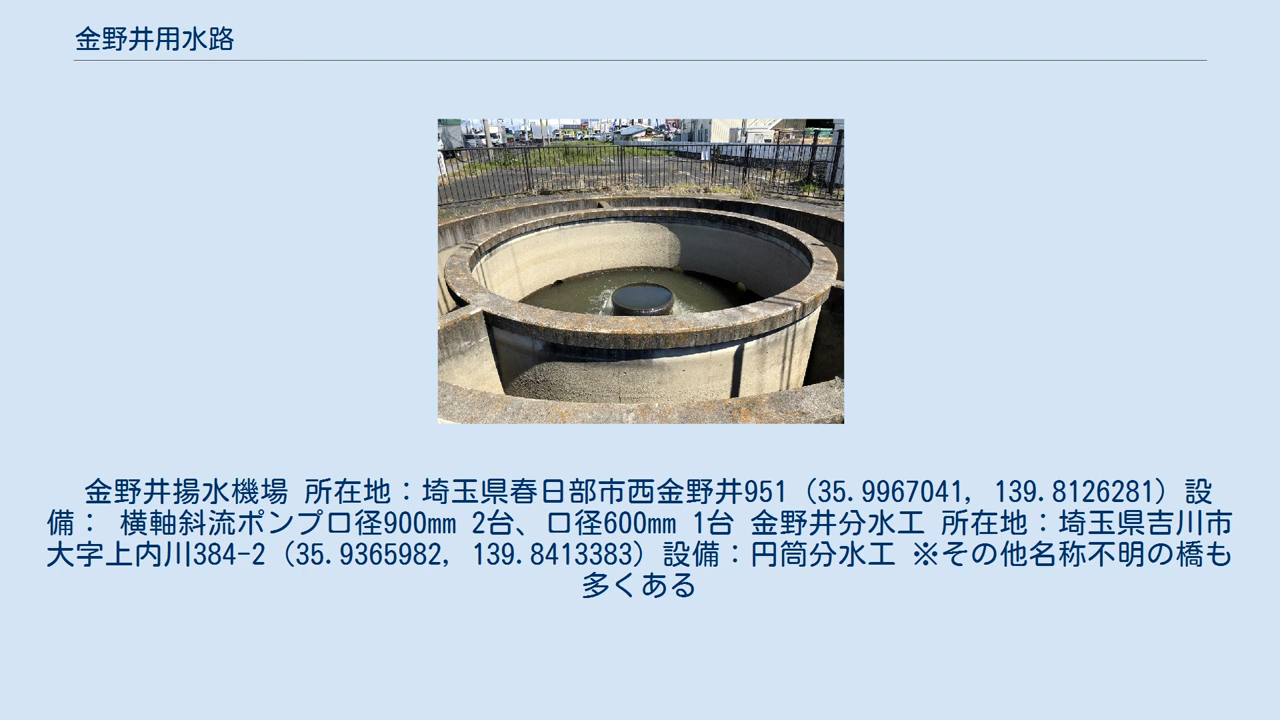 金野井用水路
金野井揚水機場 所在地：埼玉県春日部市西金野井951（35.9967041, 139.8126281）設
備： 横軸斜流ポンプ口径900㎜ 2台、口径600㎜ 1台 金野井分水工 所在地：埼玉県吉川市
大字上内川384-2（35.9365982, 139.8413383）設備：円筒分水工 ※その他名称不明の橋も
多くある